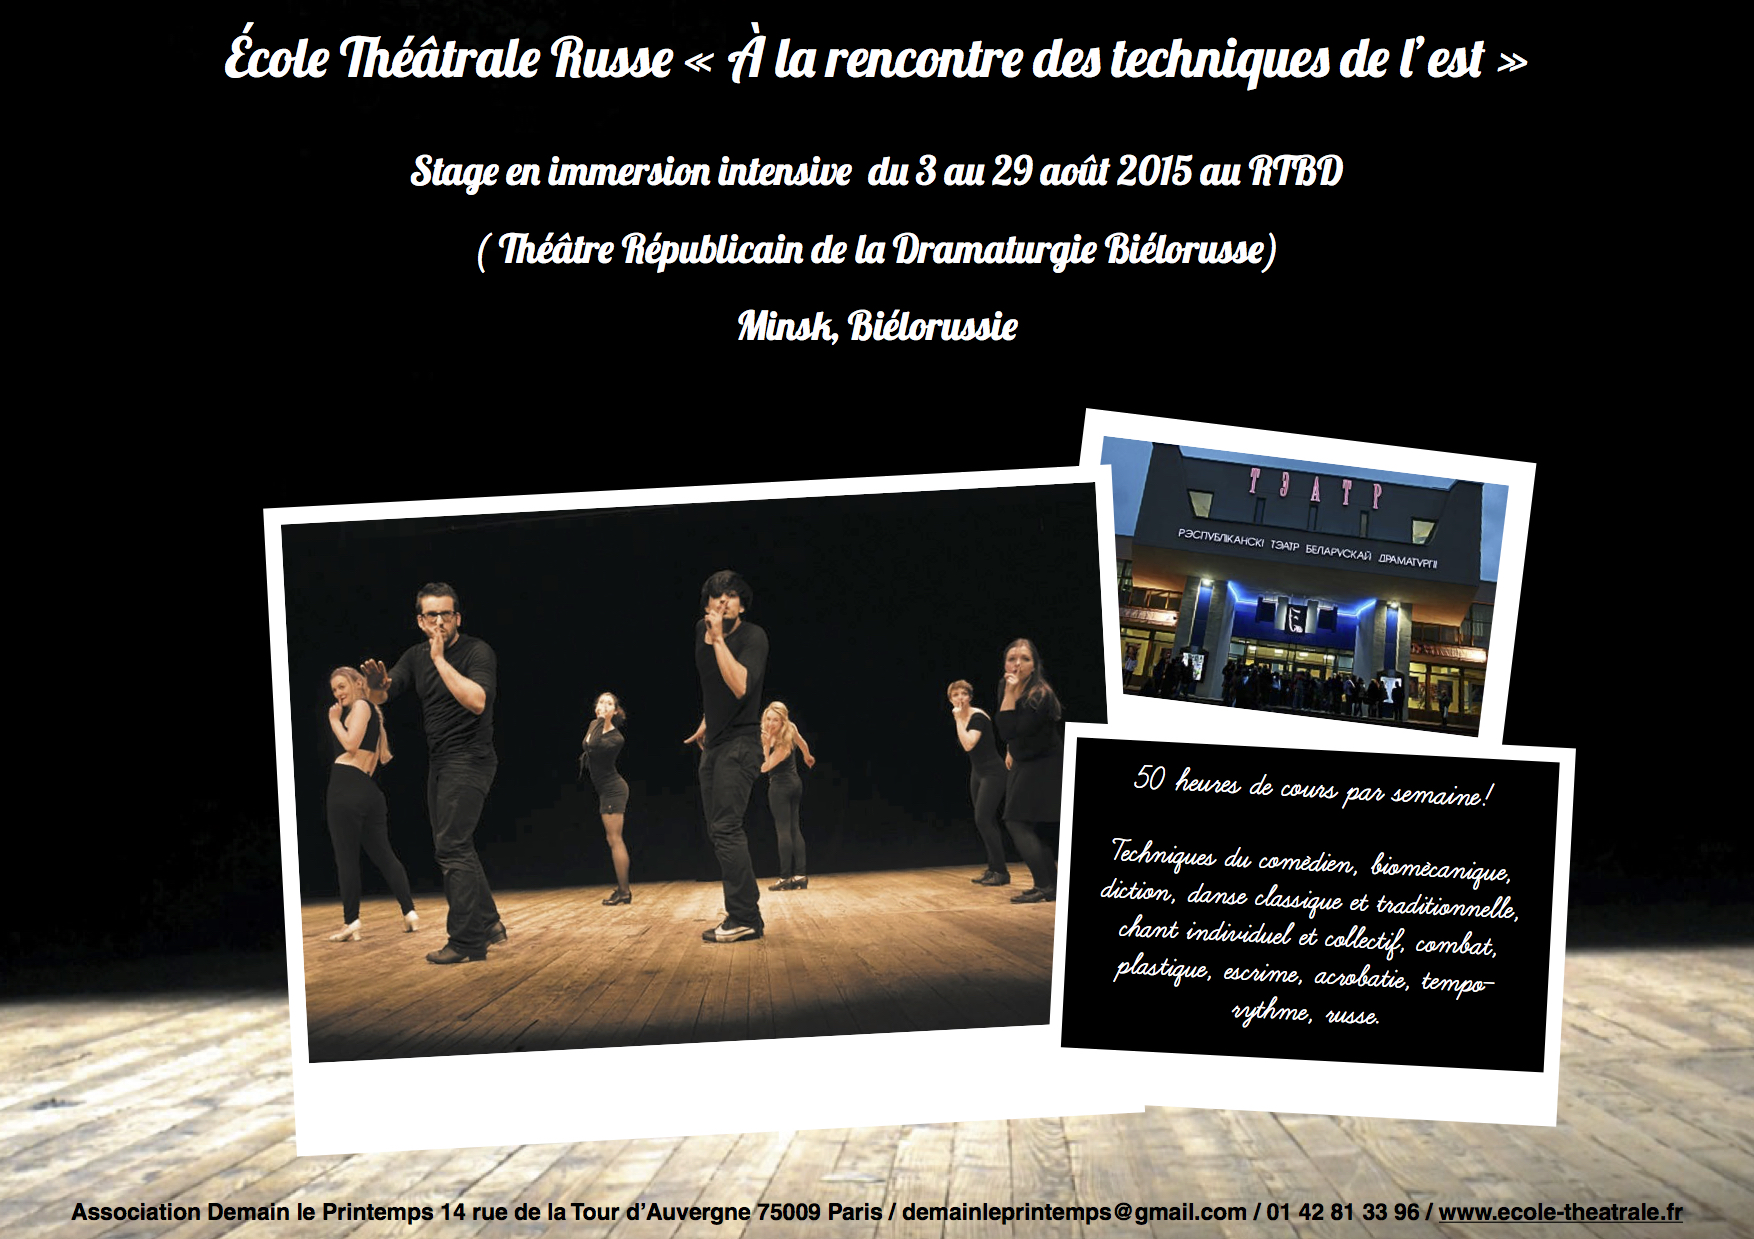 École Théâtrale Russe « À la rencontre des techniques de l’est »
Stage en immersion intensive du 3 au 29 août 2015 au RTBD
( Théâtre Républicain de la Dramaturgie Biélorusse)
Minsk, Biélorussie
ТЭАТР
РЭСПУБЛІКАНСКІ ТЭАТР БЕЛАРУСКАЙ ДРАМАТУРГІІ
50 heures de cours par semaine!
Techniques du comèdien, biomècanique,
diction, danse classique et traditionnelle,
chant individuel et collectif, combat,
plastique, escrime, acrobatie, tempo-
rythme, russe.
Association Demain le Printemps 14 rue de la Tour d’Auvergne 75009 Paris / demainleprintemps@gmail.com / 01 42 81 33 96 / www.ecole-theatrale.fr